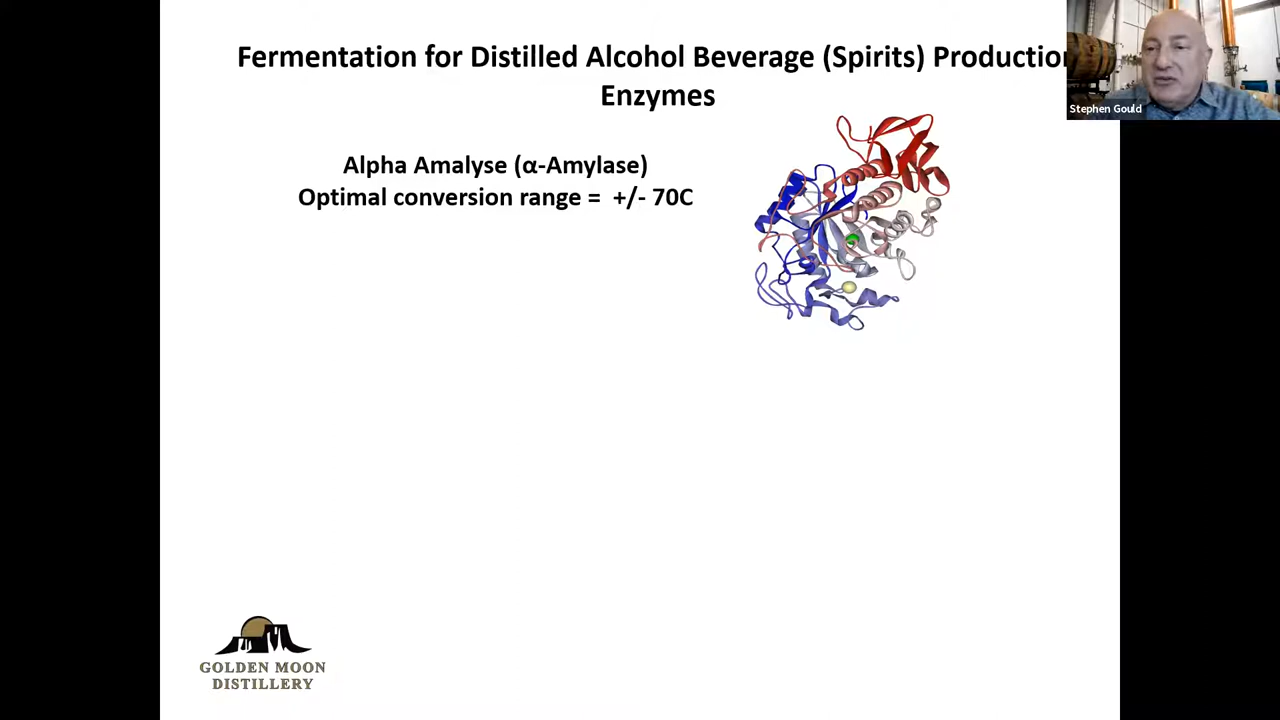 Fermentation for Distilled Alcohol Beverage (Spirits) Production
Enzymes
Stephen Gould
Alpha Amalyse (α-Amylase)
Optimal conversion range = +/- 70C
GOLDEN MOON
DISTILLERY